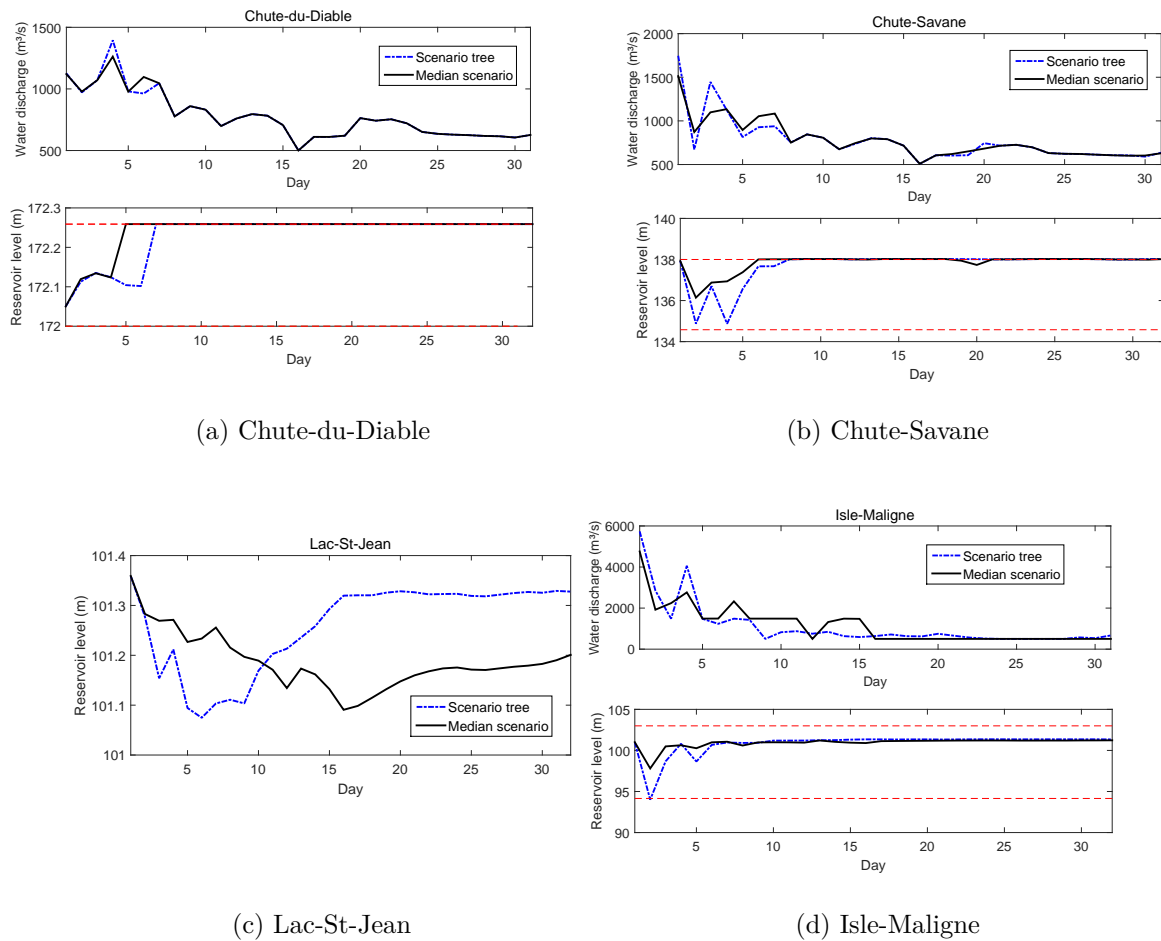 Chute-du-Diable
1500
1000
500
Water discharge (m³/s)
Scenario tree
Median scenario
5 10 15 20 25 30
Day
172.3
172.2
172.1
172
Reservoir level (m)
5 10 15 20 25 30
Day
(a) Chute-du-Diable
Chute-Savane
2000
1500
1000
500
Water discharge (m³/s)
Scenario tree
Median scenario
5 10 15 20 25 30
Day
140
138
136
134
Reservoir level (m)
5 10 15 20 25 30
Day
(b) Chute-Savane
Lac-St-Jean
101.4
101.3
101.2
101.1
101
Reservoir level (m)
Scenario tree
Median scenario
5 10 15 20 25 30
Day
(c) Lac-St-Jean
Isle-Maligne
6000
4000
2000
0
Water discharge (m³/s)
Scenario tree
Median scenario
5 10 15 20 25 30
Day
105
100
95
90
Reservoir level (m)
5 10 15 20 25 30
Day
(d) Isle-Maligne